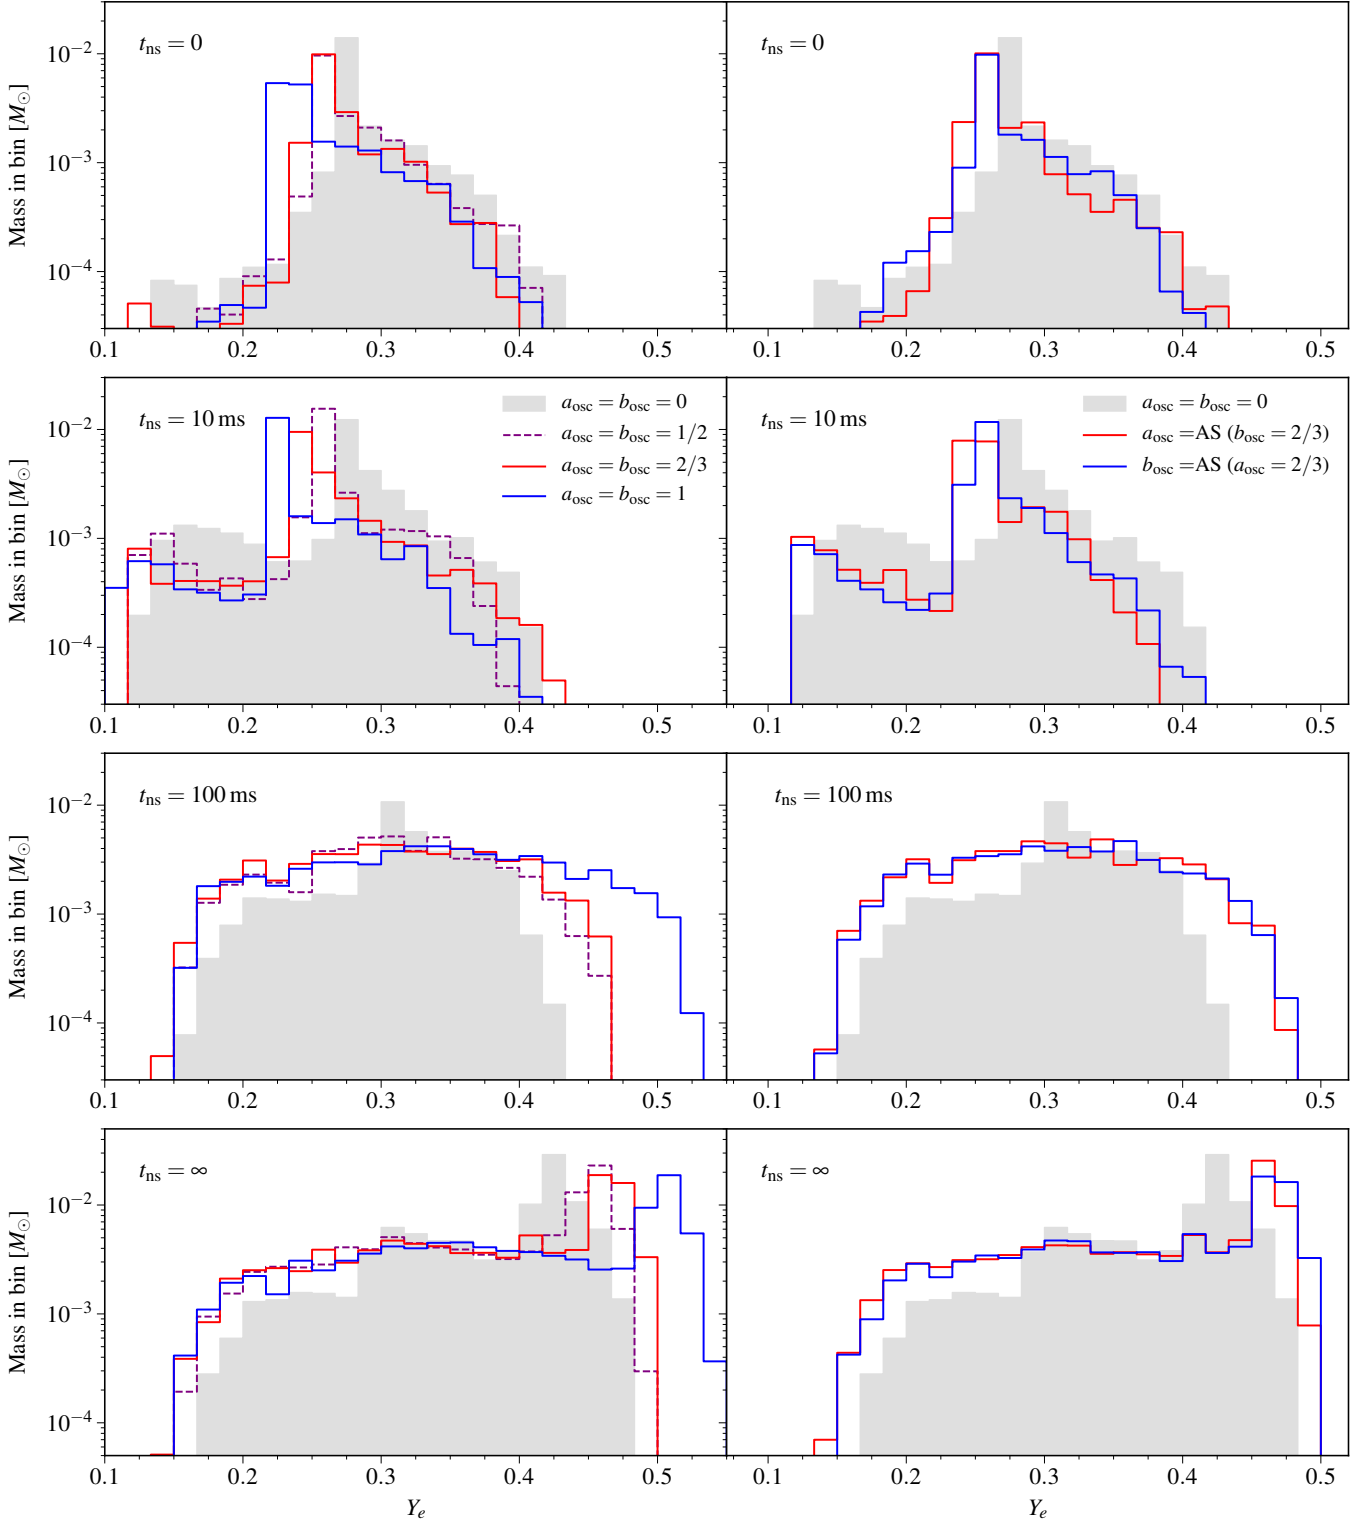 Mass in bin [M⊙]
10⁻²
10⁻³
10⁻⁴
t_ns = 0
t_ns = 0
0.1 0.2 0.3 0.4 0.5
0.1 0.2 0.3 0.4 0.5
Mass in bin [M⊙]
10⁻²
10⁻³
10⁻⁴
t_ns = 10 ms
a_osc = b_osc = 0
a_osc = b_osc = 1/2
a_osc = b_osc = 2/3
a_osc = b_osc = 1
t_ns = 10 ms
a_osc = b_osc = 0
a_osc =AS (b_osc = 2/3)
b_osc =AS (a_osc = 2/3)
0.1 0.2 0.3 0.4 0.5
0.1 0.2 0.3 0.4 0.5
Mass in bin [M⊙]
10⁻²
10⁻³
10⁻⁴
t_ns = 100 ms
t_ns = 100 ms
0.1 0.2 0.3 0.4 0.5
0.1 0.2 0.3 0.4 0.5
Mass in bin [M⊙]
10⁻²
10⁻³
10⁻⁴
t_ns = ∞
t_ns = ∞
0.1 0.2 0.3 0.4 0.5
0.1 0.2 0.3 0.4 0.5
Y_e
Y_e